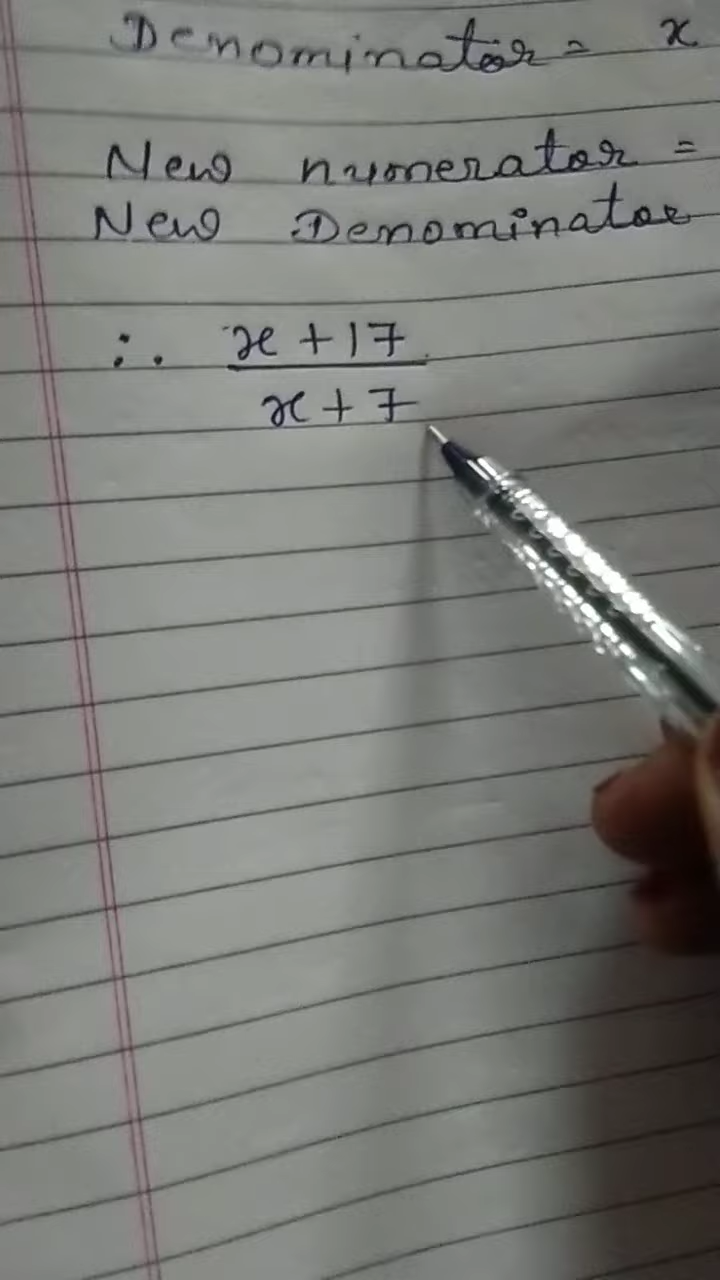 Denominator = x
New numerator =
New Denominator
∴ x + 17
x + 7